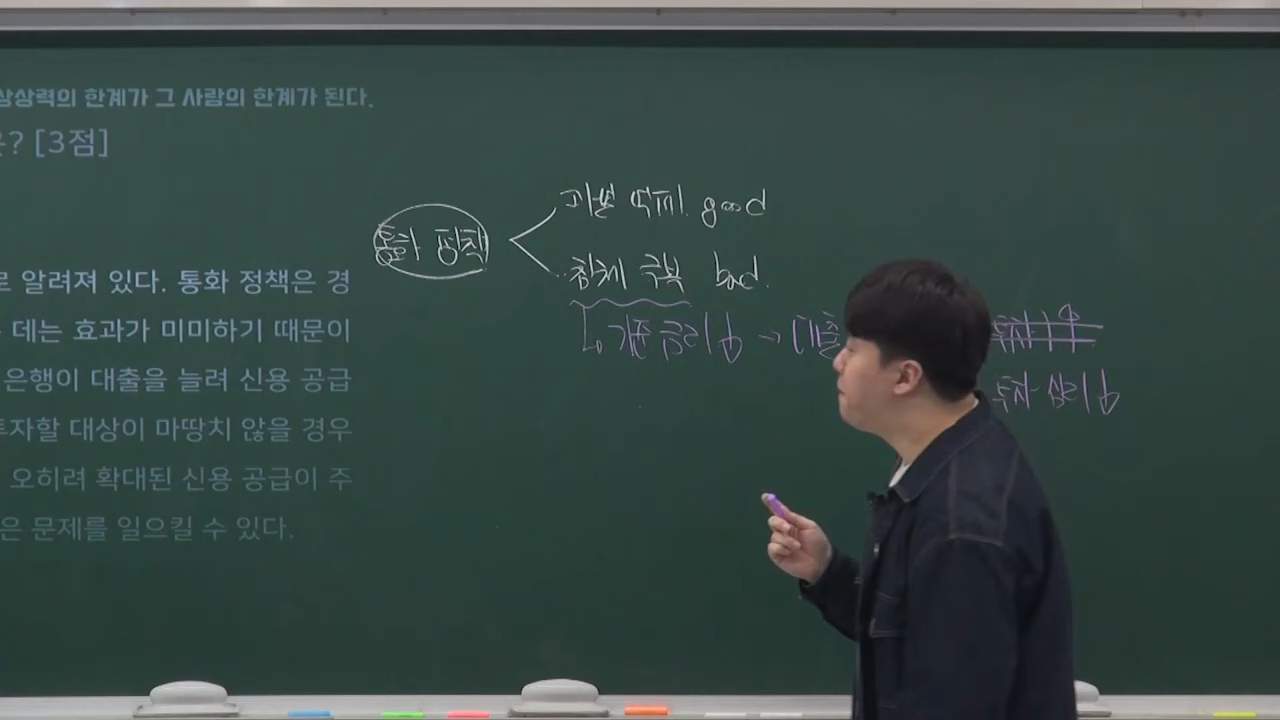 상상력의 한계가 그 사람의 한계가 된다.
? [3점]
로 알려져 있다. 통화 정책은 경
데는 효과가 미미하기 때문이
은행이 대출을 늘려 신용 공급
투자할 대상이 마땅치 않을 경우
오히려 확대된 신용 공급이 주
은 문제를 일으킬 수 있다.
통화 정책
과열 억제 good
침체 극복 bad.
↳ 기준 금리 ↓ → 대출
투자 ↑
투자 심리 ↓